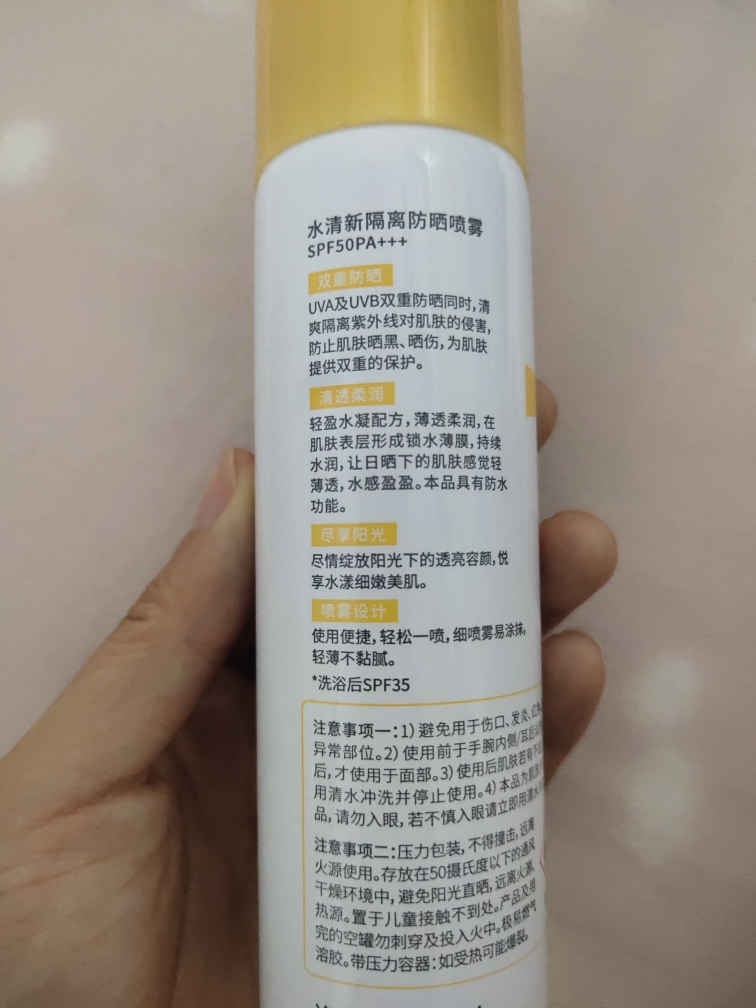 水清新隔离防晒喷雾
SPF50PA+++
双重防晒
UVA及UVB双重防晒同时,清
爽隔离紫外线对肌肤的侵害,
防止肌肤晒黑、晒伤,为肌肤
提供双重的保护。
清透柔润
轻盈水凝配方,薄透柔润,在
肌肤表层形成锁水薄膜,持续
水润,让日晒下的肌肤感觉轻
薄透,水感盈盈。本品具有防水
功能。
尽享阳光
尽情绽放阳光下的透亮容颜,悦
享水漾细嫩美肌。
喷雾设计
使用便捷,轻松一喷,细喷雾易涂抹,
轻薄不黏腻。
*洗浴后SPF35
注意事项一:1)避免用于伤口、发炎、红
异常部位。2)使用前于手腕内侧/耳后
后,才使用于面部。3)使用后肌肤若有不
用清水冲洗并停止使用。4)本品为肌
品,请勿入眼,若不慎入眼请立即用清水
注意事项二:压力包装,不得撞击,远离
火源使用。存放在50摄氏度以下的通风
干燥环境中,避免阳光直晒,远离火源、
热源。置于儿童接触不到处。产品及用
完的空罐勿刺穿及投入火中。极易燃气
溶胶。带压力容器:如受热可能爆裂。